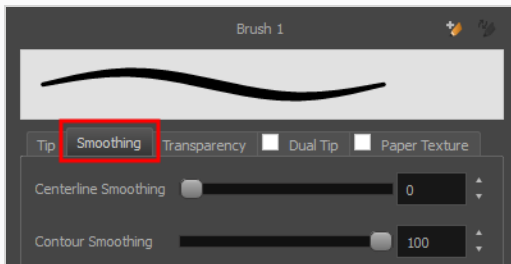 Brush 1
Tip Smoothing Transparency Dual Tip Paper Texture
Centerline Smoothing 0
Contour Smoothing 100